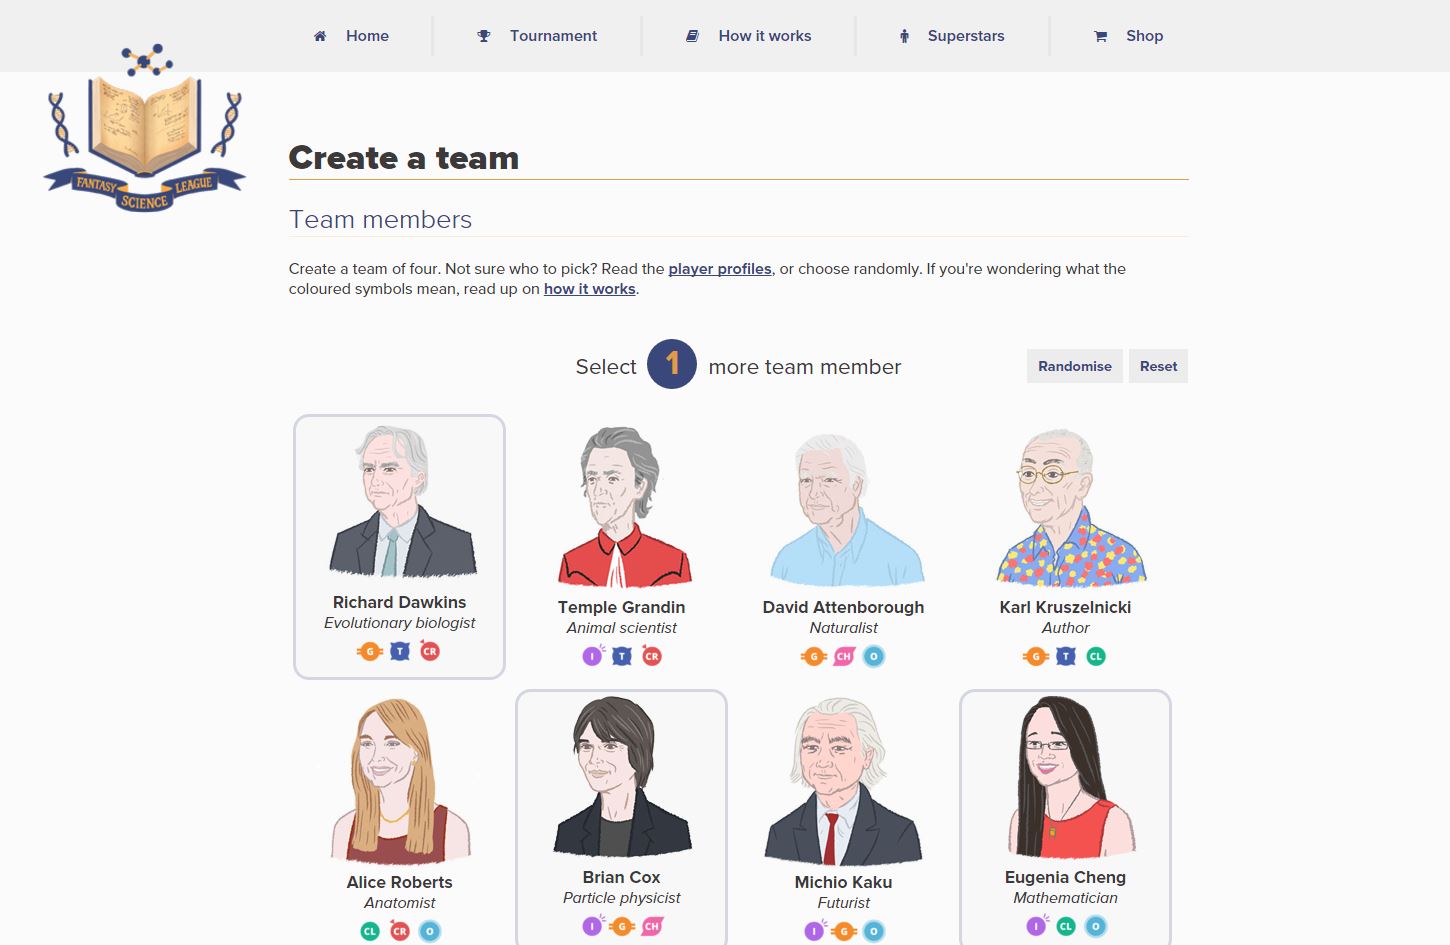 Home
Tournament
How it works
Superstars
Shop
FANTASY
SCIENCE
LEAGUE
Create a team
Team members
Create a team of four. Not sure who to pick? Read the player profiles, or choose randomly. If you're wondering what the
coloured symbols mean, read up on how it works.
Select 1 more team member
Randomise
Reset
Richard Dawkins
Evolutionary biologist
G T CR
Temple Grandin
Animal scientist
I T CR
David Attenborough
Naturalist
G CH O
Karl Kruszelnicki
Author
G T CL
Alice Roberts
Anatomist
CL CR O
Brian Cox
Particle physicist
I G CH
Michio Kaku
Futurist
I G O
Eugenia Cheng
Mathematician
I CL O